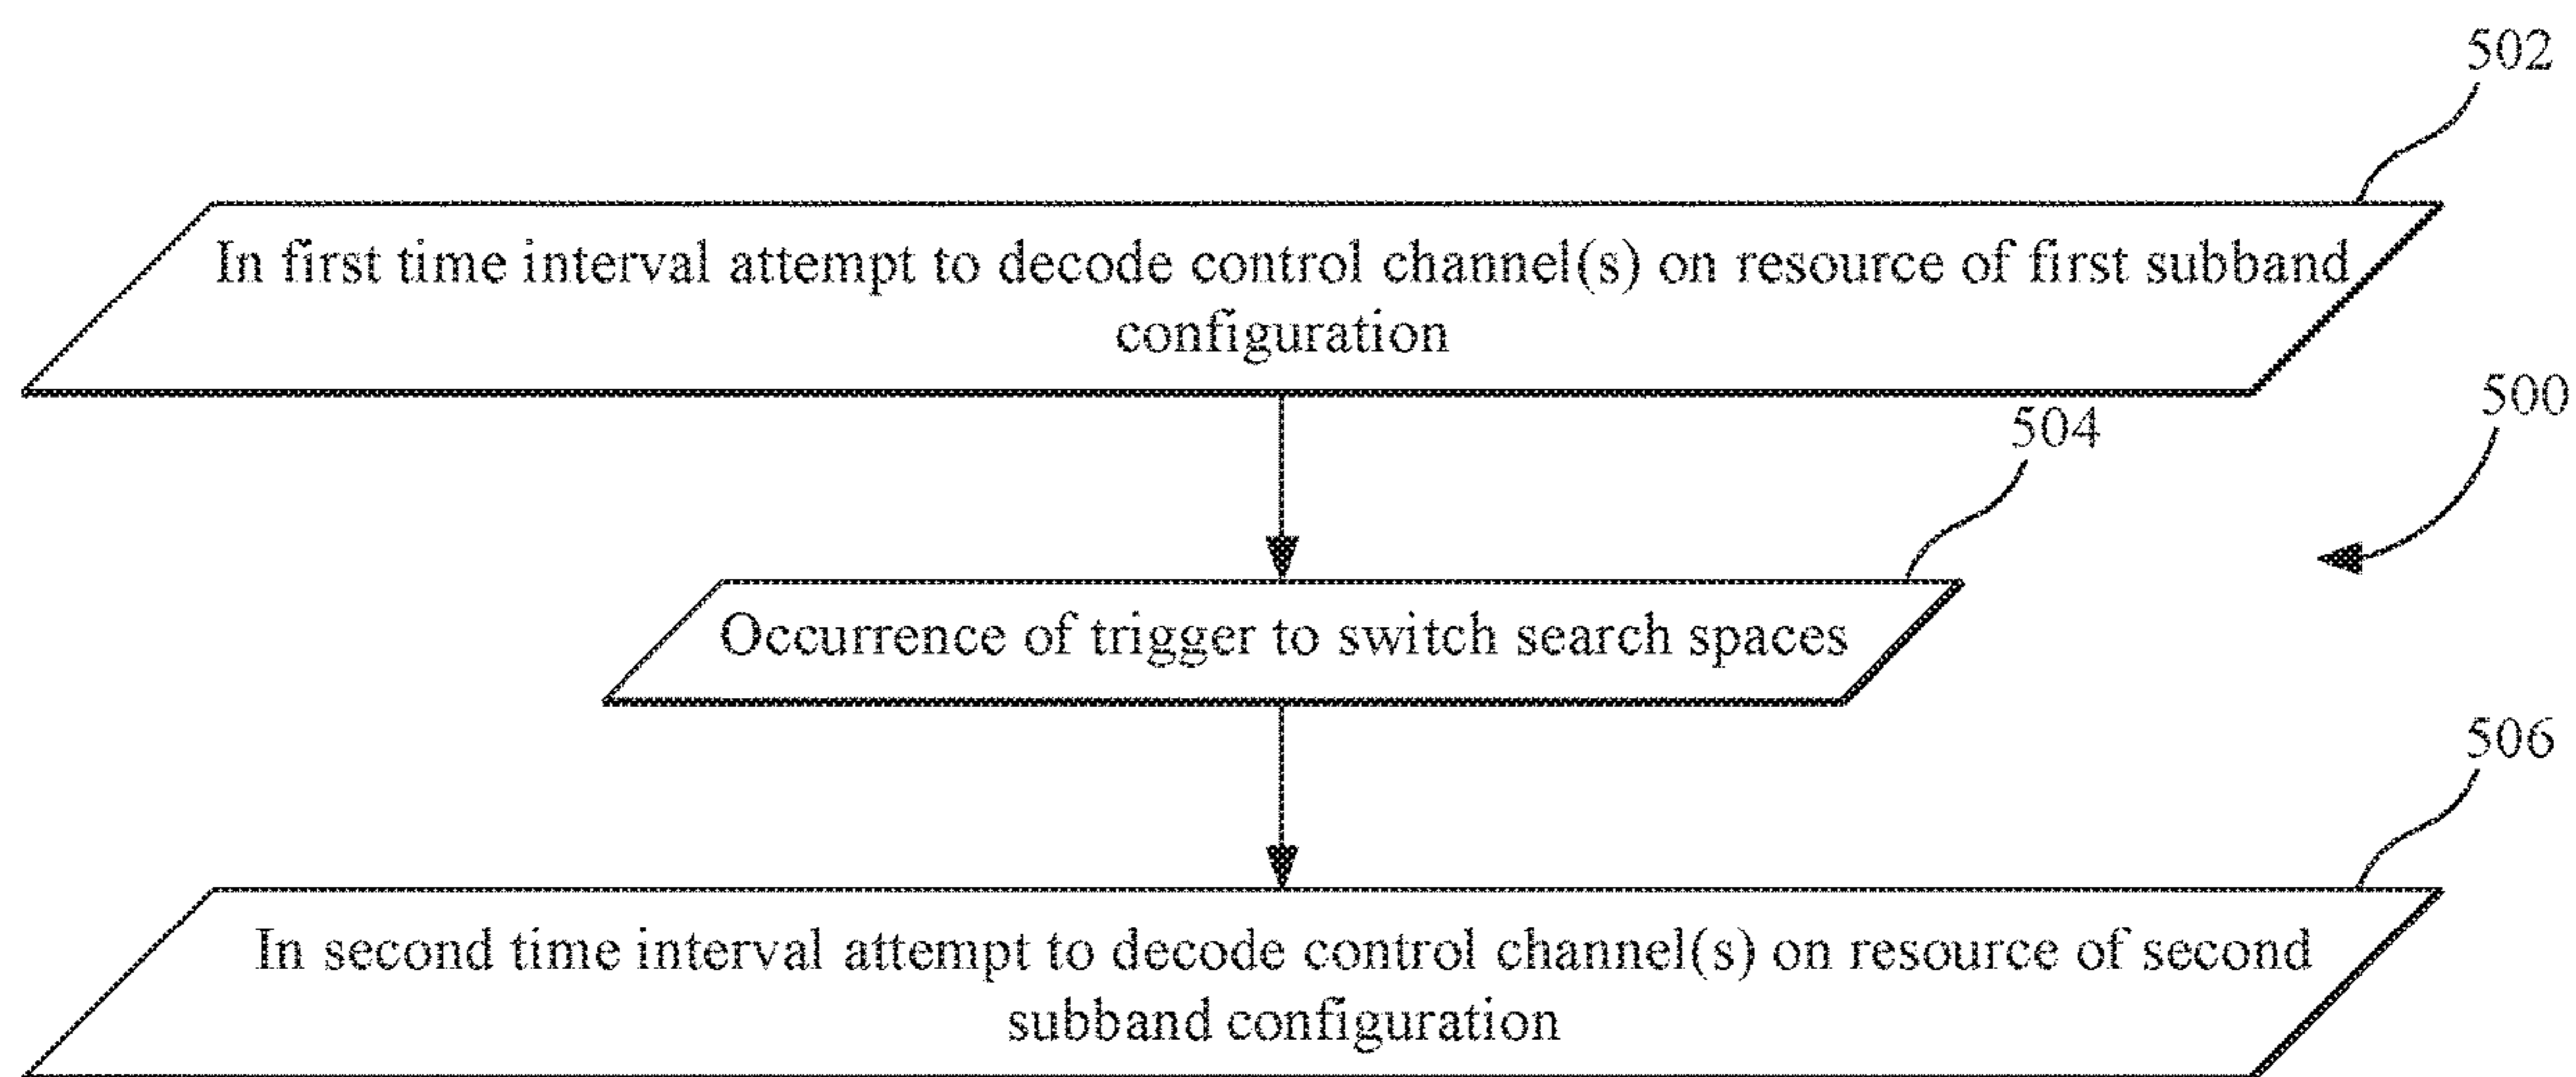 502
In first time interval attempt to decode control channel(s) on resource of first subband
configuration
500
504
Occurrence of trigger to switch search spaces
506
In second time interval attempt to decode control channel(s) on resource of second
subband configuration